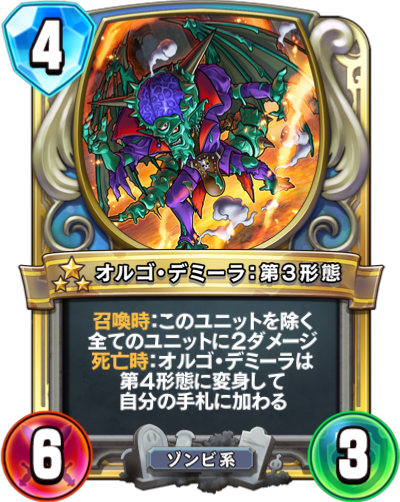 4
オルゴ・デミーラ：第３形態
召喚時：このユニットを除く
全てのユニットに２ダメージ
死亡時：オルゴ・デミーラは
第４形態に変身して
自分の手札に加わる
6
ゾンビ系
3